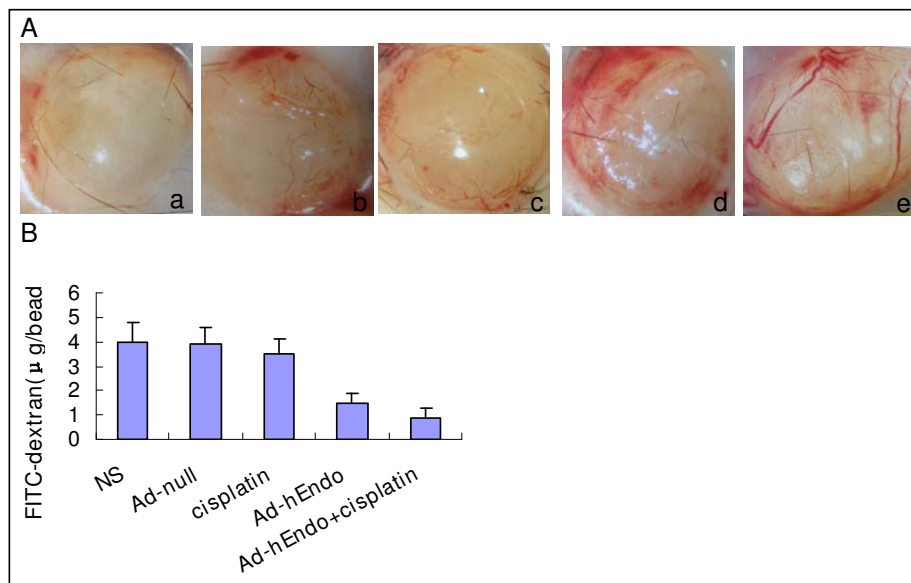 A
a b c d e
B
FITC-dextran(μ g/bead
6
5
4
3
2
1
0
NS Ad-null cisplatin Ad-hEndo Ad-hEndo+cisplatin